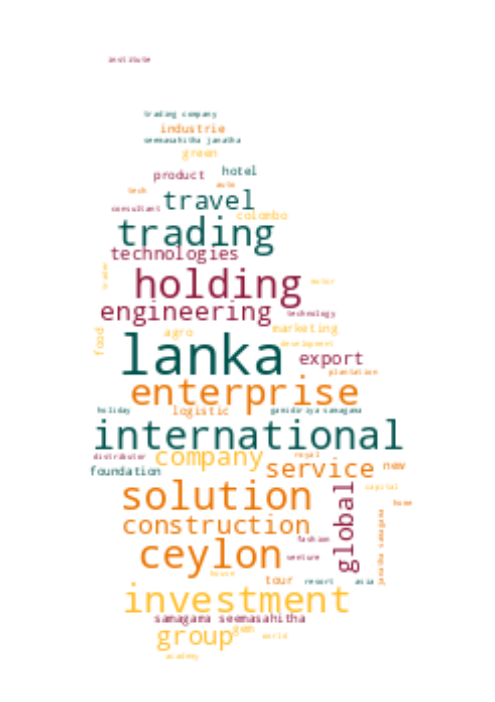 institute
trading company
industrie
seemasahitha janatha
green
product hotel
tech auto
travel
consultant colombo
trading
technologies
trader
holding motor
engineering technology
food agro marketing
development
lanka export
plantation
enterprise
holiday logistic gamidiriya samagama
international
distributor company royal
foundation service new
solution capital
global home
construction
janatha samagama
fashion
ceylon venture
house
tour resort asia
investment
samagama seemasahitha
group gem world
academy